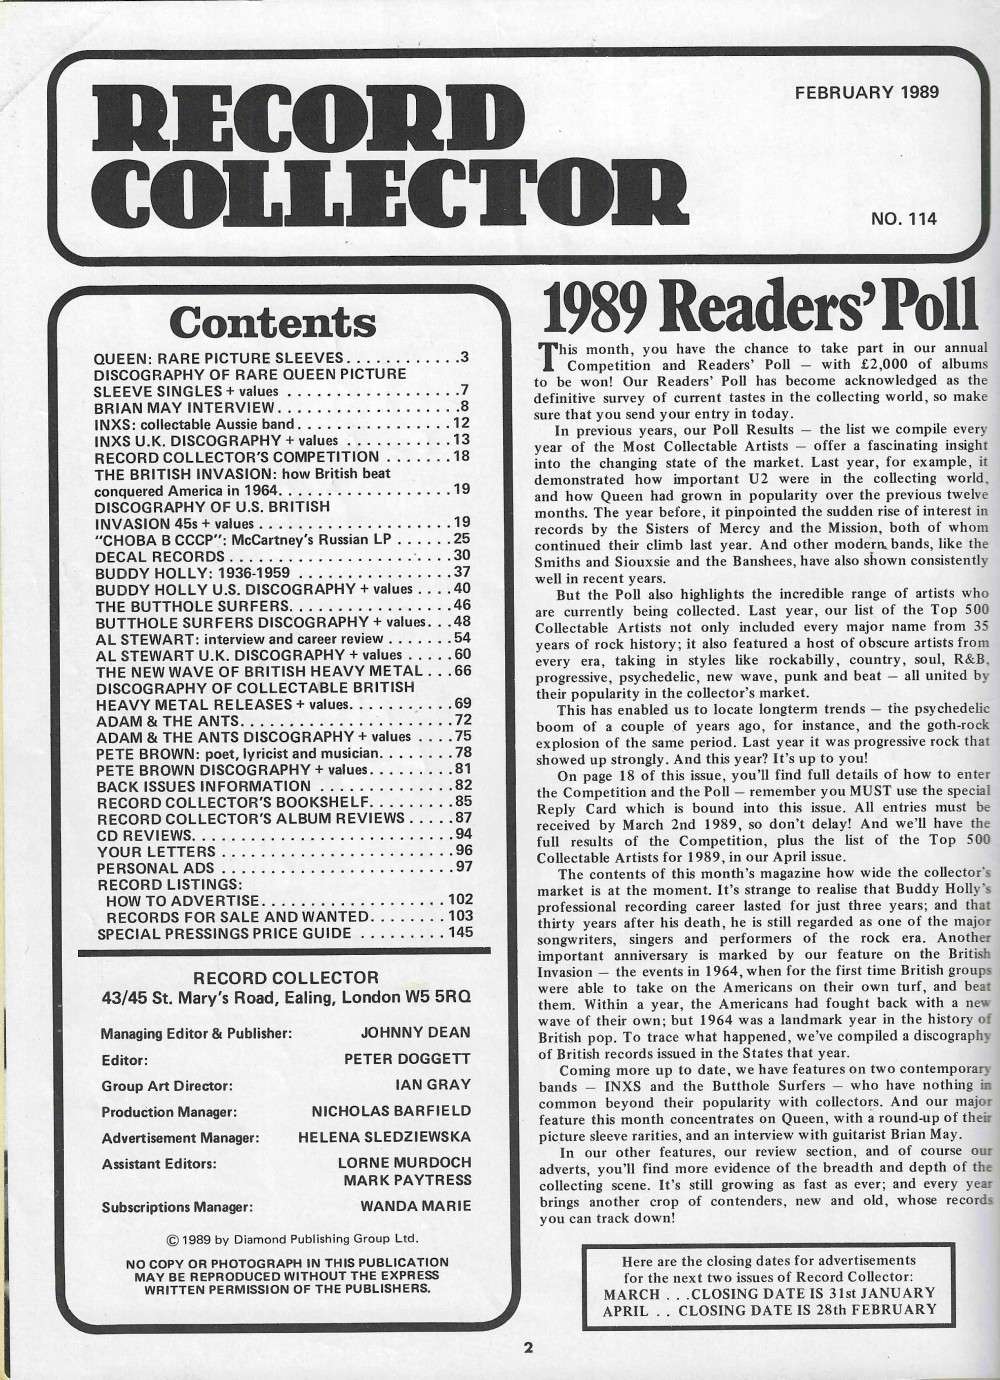 RECORD
COLLECTOR
FEBRUARY 1989
NO. 114
Contents
QUEEN: RARE PICTURE SLEEVES. . . . . . . . . . . .3
DISCOGRAPHY OF RARE QUEEN PICTURE
SLEEVE SINGLES + values . . . . . . . . . . . . . . . . . .7
BRIAN MAY INTERVIEW. . . . . . . . . . . . . . . . . . .8
INXS: collectable Aussie band. . . . . . . . . . . . . . . . 12
INXS U.K. DISCOGRAPHY + values . . . . . . . . . . . 13
RECORD COLLECTOR'S COMPETITION . . . . . . . 18
THE BRITISH INVASION: how British beat
conquered America in 1964. . . . . . . . . . . . . . . . . . 19
DISCOGRAPHY OF U.S. BRITISH
INVASION 45s + values . . . . . . . . . . . . . . . . . . . . 19
"CHOBA B CCCP": McCartney's Russian LP . . . . . . 25
DECAL RECORDS . . . . . . . . . . . . . . . . . . . . . . . 30
BUDDY HOLLY: 1936-1959 . . . . . . . . . . . . . . . . 37
BUDDY HOLLY U.S. DISCOGRAPHY + values . . . . 40
THE BUTTHOLE SURFERS. . . . . . . . . . . . . . . . . 46
BUTTHOLE SURFERS DISCOGRAPHY + values. . . 48
AL STEWART: interview and career review . . . . . . . 54
AL STEWART U.K. DISCOGRAPHY + values . . . . . 60
THE NEW WAVE OF BRITISH HEAVY METAL . . . 66
DISCOGRAPHY OF COLLECTABLE BRITISH
HEAVY METAL RELEASES + values. . . . . . . . . . . 69
ADAM & THE ANTS. . . . . . . . . . . . . . . . . . . . . . 72
ADAM & THE ANTS DISCOGRAPHY + values . . . . 75
PETE BROWN: poet, lyricist and musician. . . . . . . . 78
PETE BROWN DISCOGRAPHY + values. . . . . . . . . 81
BACK ISSUES INFORMATION . . . . . . . . . . . . . . 82
RECORD COLLECTOR'S BOOKSHELF. . . . . . . . . 85
RECORD COLLECTOR'S ALBUM REVIEWS . . . . . 87
CD REVIEWS. . . . . . . . . . . . . . . . . . . . . . . . . . . 94
YOUR LETTERS . . . . . . . . . . . . . . . . . . . . . . . . 96
PERSONAL ADS . . . . . . . . . . . . . . . . . . . . . . . . 97
RECORD LISTINGS:
HOW TO ADVERTISE. . . . . . . . . . . . . . . . . . . 102
RECORDS FOR SALE AND WANTED. . . . . . . . 103
SPECIAL PRESSINGS PRICE GUIDE . . . . . . . . . 145
RECORD COLLECTOR
43/45 St. Mary's Road, Ealing, London W5 5RQ
Managing Editor & Publisher: JOHNNY DEAN
Editor: PETER DOGGETT
Group Art Director: IAN GRAY
Production Manager: NICHOLAS BARFIELD
Advertisement Manager: HELENA SLEDZIEWSKA
Assistant Editors: LORNE MURDOCH
MARK PAYTRESS
Subscriptions Manager: WANDA MARIE
© 1989 by Diamond Publishing Group Ltd.
NO COPY OR PHOTOGRAPH IN THIS PUBLICATION
MAY BE REPRODUCED WITHOUT THE EXPRESS
WRITTEN PERMISSION OF THE PUBLISHERS.
1989 Readers' Poll
This month, you have the chance to take part in our annual
Competition and Readers' Poll — with £2,000 of albums
to be won! Our Readers' Poll has become acknowledged as the
definitive survey of current tastes in the collecting world, so make
sure that you send your entry in today.
In previous years, our Poll Results — the list we compile every
year of the Most Collectable Artists — offer a fascinating insight
into the changing state of the market. Last year, for example, it
demonstrated how important U2 were in the collecting world,
and how Queen had grown in popularity over the previous twelve
months. The year before, it pinpointed the sudden rise of interest in
records by the Sisters of Mercy and the Mission, both of whom
continued their climb last year. And other modern bands, like the
Smiths and Siouxsie and the Banshees, have also shown consistently
well in recent years.
But the Poll also highlights the incredible range of artists who
are currently being collected. Last year, our list of the Top 500
Collectable Artists not only included every major name from 35
years of rock history; it also featured a host of obscure artists from
every era, taking in styles like rockabilly, country, soul, R&B,
progressive, psychedelic, new wave, punk and beat — all united by
their popularity in the collector's market.
This has enabled us to locate longterm trends — the psychedelic
boom of a couple of years ago, for instance, and the goth-rock
explosion of the same period. Last year it was progressive rock that
showed up strongly. And this year? It's up to you!
On page 18 of this issue, you'll find full details of how to enter
the Competition and the Poll — remember you MUST use the special
Reply Card which is bound into this issue. All entries must be
received by March 2nd 1989, so don't delay! And we'll have the
full results of the Competition, plus the list of the Top 500
Collectable Artists for 1989, in our April issue.
The contents of this month's magazine how wide the collector's
market is at the moment. It's strange to realise that Buddy Holly's
professional recording career lasted for just three years; and that
thirty years after his death, he is still regarded as one of the major
songwriters, singers and performers of the rock era. Another
important anniversary is marked by our feature on the British
Invasion — the events in 1964, when for the first time British groups
were able to take on the Americans on their own turf, and beat
them. Within a year, the Americans had fought back with a new
wave of their own; but 1964 was a landmark year in the history of
British pop. To trace what happened, we've compiled a discography
of British records issued in the States that year.
Coming more up to date, we have features on two contemporary
bands — INXS and the Butthole Surfers — who have nothing in
common beyond their popularity with collectors. And our major
feature this month concentrates on Queen, with a round-up of their
picture sleeve rarities, and an interview with guitarist Brian May.
In our other features, our review section, and of course our
adverts, you'll find more evidence of the breadth and depth of the
collecting scene. It's still growing as fast as ever; and every year
brings another crop of contenders, new and old, whose records
you can track down!
Here are the closing dates for advertisements
for the next two issues of Record Collector:
MARCH . . .CLOSING DATE IS 31st JANUARY
APRIL . . CLOSING DATE IS 28th FEBRUARY
2